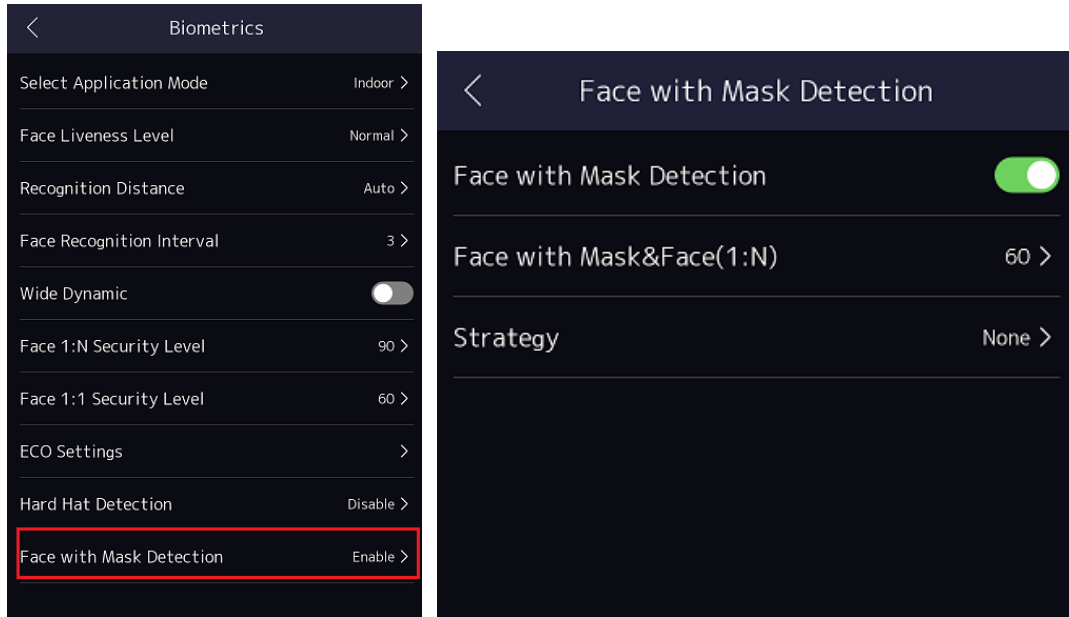 Biometrics
Select Application Mode Indoor
Face Liveness Level Normal
Recognition Distance Auto
Face Recognition Interval 3
Wide Dynamic
Face 1:N Security Level 90
Face 1:1 Security Level 60
ECO Settings
Hard Hat Detection Disable
Face with Mask Detection Enable
Face with Mask Detection
Face with Mask Detection
Face with Mask&Face(1:N) 60
Strategy None